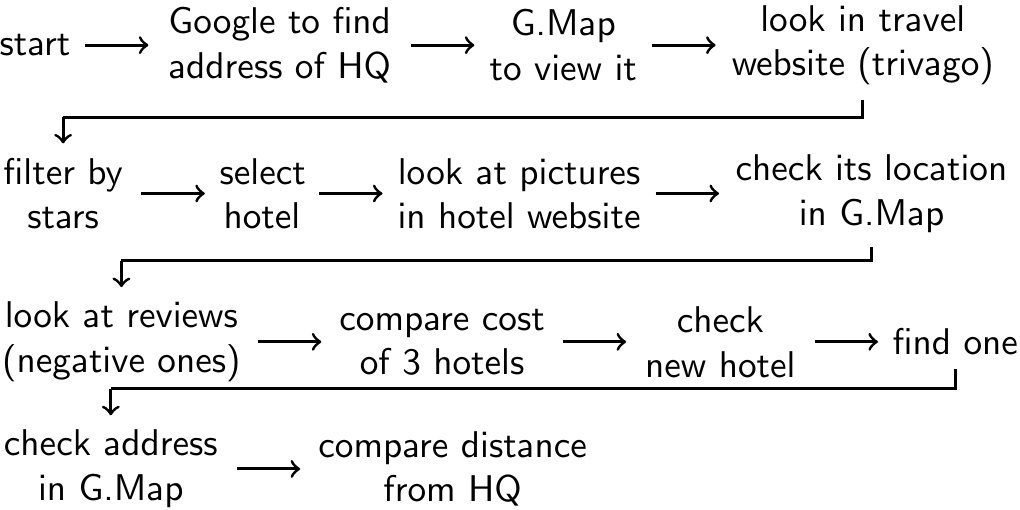 start
Google to find
address of HQ
G.Map
to view it
look in travel
website (trivago)
filter by
stars
select
hotel
look at pictures
in hotel website
check its location
in G.Map
look at reviews
(negative ones)
compare cost
of 3 hotels
check
new hotel
find one
check address
in G.Map
compare distance
from HQ